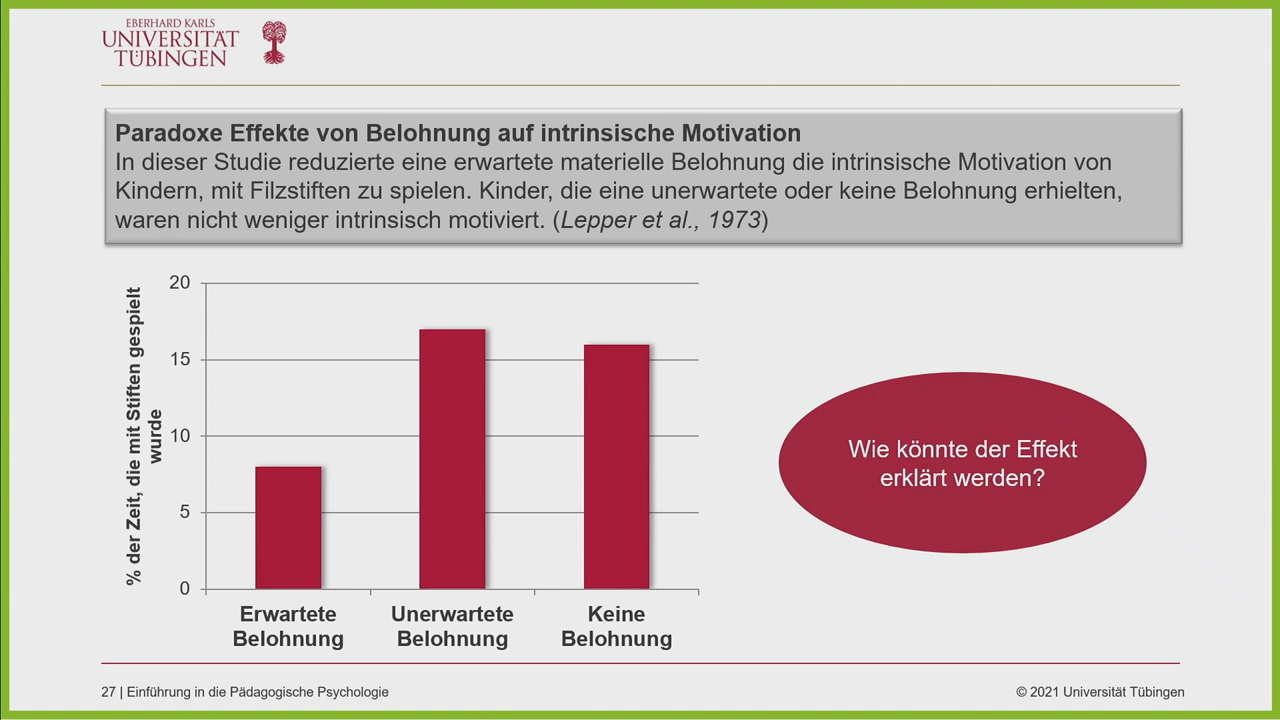 EBERHARD KARLS
UNIVERSITÄT
TÜBINGEN
Paradoxe Effekte von Belohnung auf intrinsische Motivation
In dieser Studie reduzierte eine erwartete materielle Belohnung die intrinsische Motivation von
Kindern, mit Filzstiften zu spielen. Kinder, die eine unerwartete oder keine Belohnung erhielten,
waren nicht weniger intrinsisch motiviert. (Lepper et al., 1973)
% der Zeit, die mit Stiften gespielt
wurde
20
15
10
5
0
Erwartete
Belohnung
Unerwartete
Belohnung
Keine
Belohnung
Wie könnte der Effekt
erklärt werden?
27 | Einführung in die Pädagogische Psychologie
© 2021 Universität Tübingen